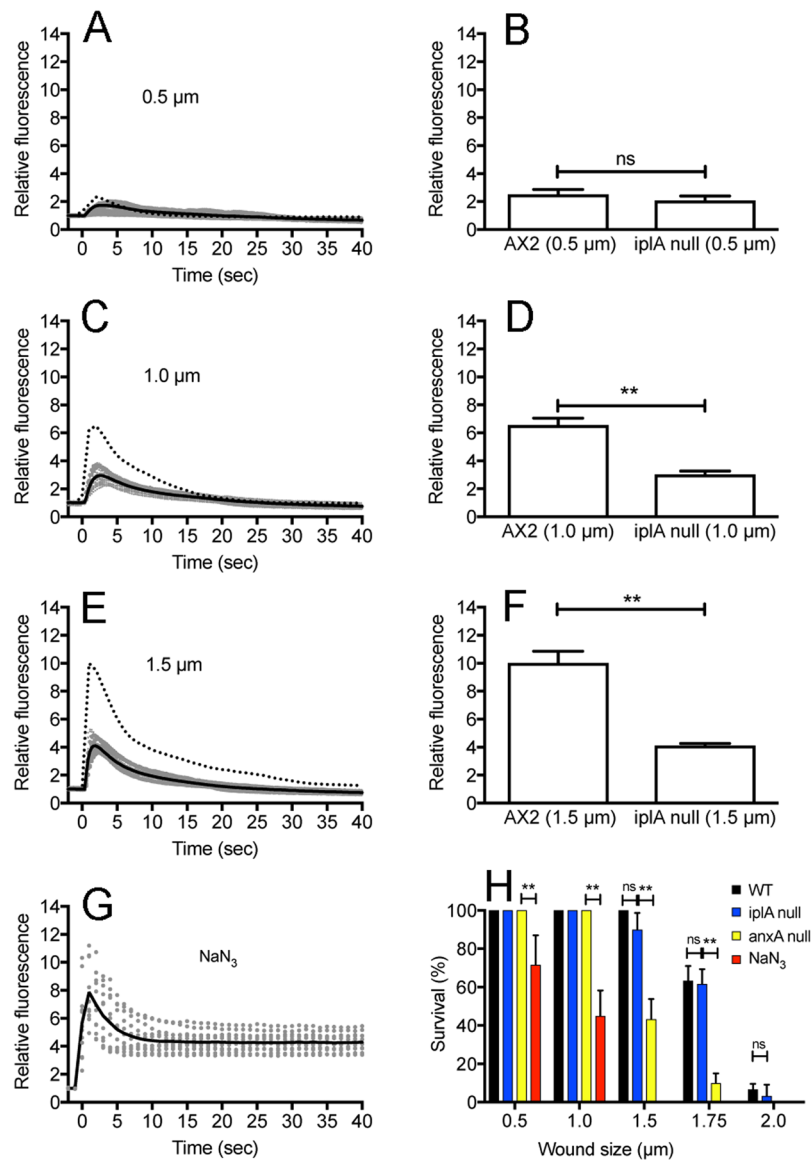 A
Relative fluorescence
14
12
10
8
6
4
2
0
0.5 µm
0 5 10 15 20 25 30 35 40
Time (sec)
B
Relative fluorescence
14
12
10
8
6
4
2
0
ns
AX2 (0.5 µm) iplA null (0.5 µm)
C
Relative fluorescence
14
12
10
8
6
4
2
0
1.0 µm
0 5 10 15 20 25 30 35 40
Time (sec)
D
Relative fluorescence
14
12
10
8
6
4
2
0
**
AX2 (1.0 µm) iplA null (1.0 µm)
E
Relative fluorescence
14
12
10
8
6
4
2
0
1.5 µm
0 5 10 15 20 25 30 35 40
Time (sec)
F
Relative fluorescence
14
12
10
8
6
4
2
0
**
AX2 (1.5 µm) iplA null (1.5 µm)
G
Relative fluorescence
14
12
10
8
6
4
2
0
NaN3
0 5 10 15 20 25 30 35 40
Time (sec)
H
Survival (%)
100
80
60
40
20
0
** ** ns ** ns ** ns
WT
iplA null
anxA null
NaN3
0.5 1.0 1.5 1.75 2.0
Wound size (µm)